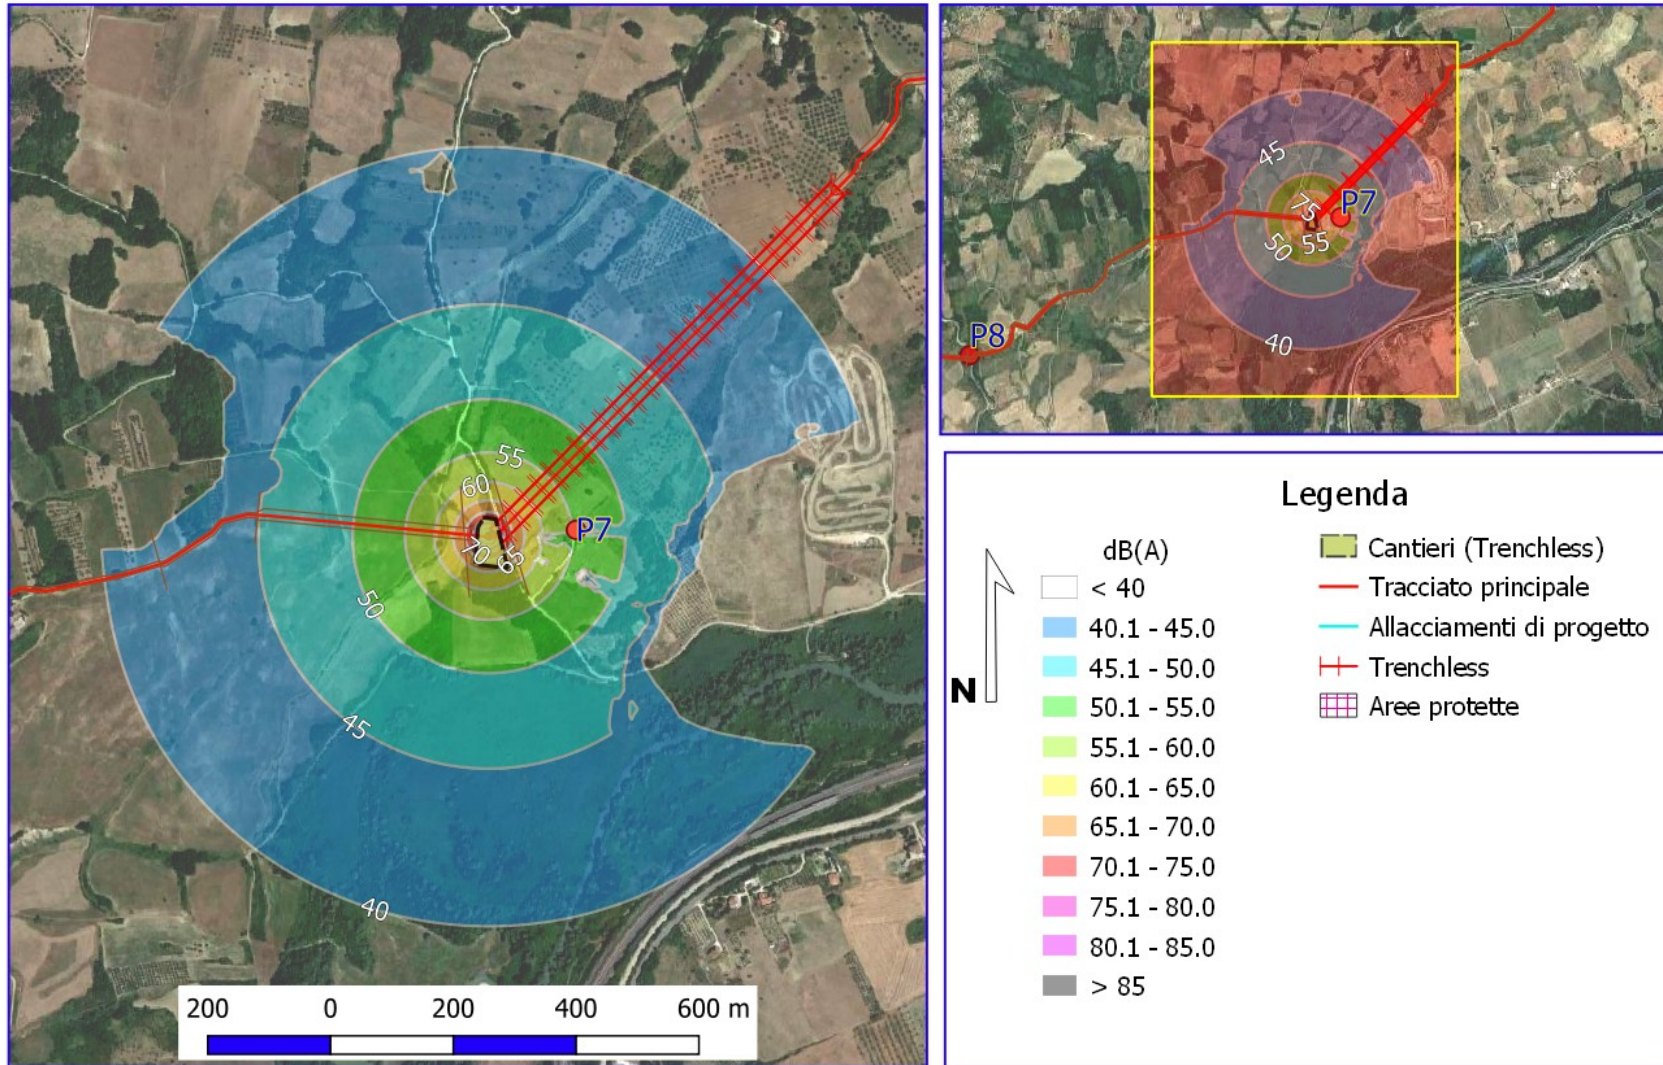 55
60
P7
70
65
50
45
40
200 0 200 400 600 m
45
75
P7
50
55
40
P8
Legenda
N
dB(A)
< 40
40.1 - 45.0
45.1 - 50.0
50.1 - 55.0
55.1 - 60.0
60.1 - 65.0
65.1 - 70.0
70.1 - 75.0
75.1 - 80.0
80.1 - 85.0
> 85
Cantieri (Trenchless)
Tracciato principale
Allacciamenti di progetto
Trenchless
Aree protette